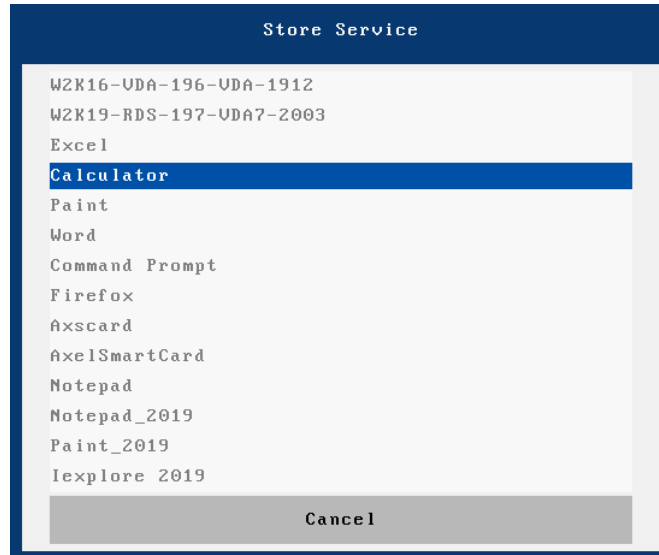 Store Service
W2K16-VDA-196-VDA-1912
W2K19-RDS-197-VDA7-2003
Excel
Calculator
Paint
Word
Command Prompt
Firefox
Axscard
AxelSmartCard
Notepad
Notepad_2019
Paint_2019
Iexplore 2019
Cancel